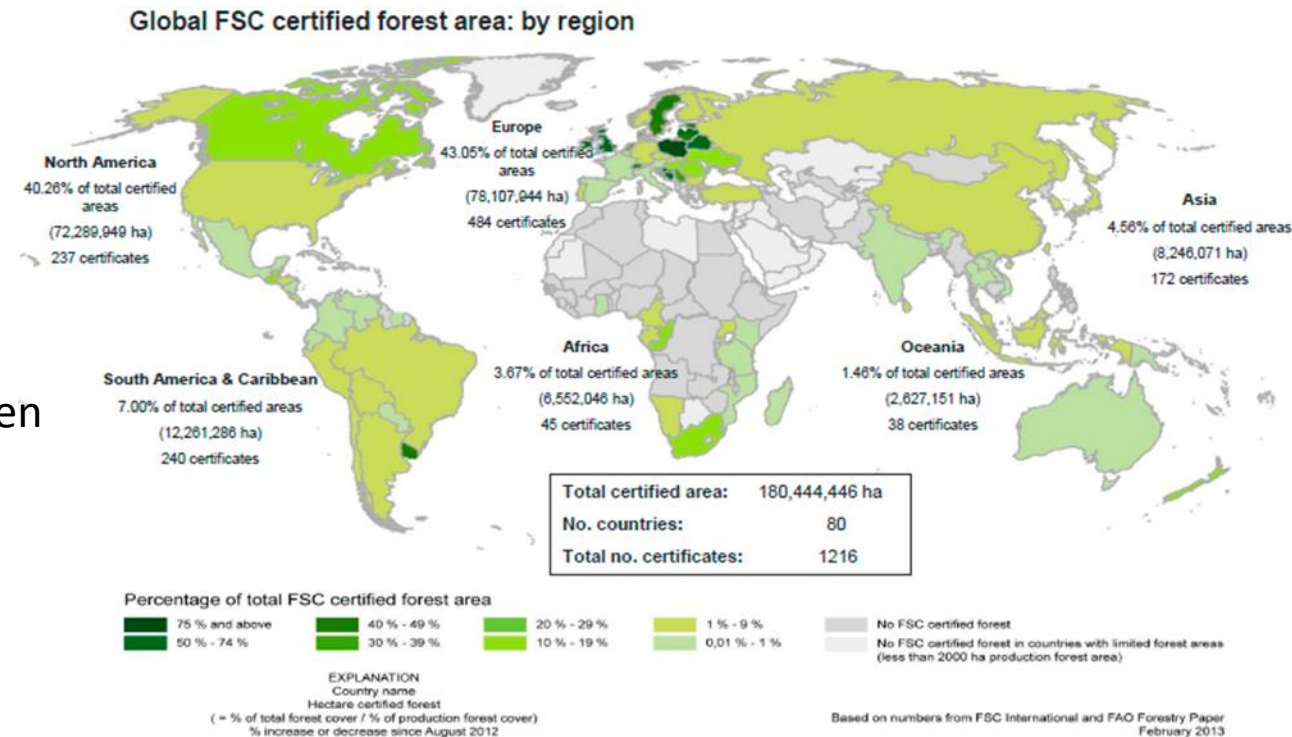 Global FSC certified forest area: by region
North America
40.26% of total certified
areas
(72,289,949 ha)
237 certificates
Europe
43.05% of total certified
areas
(78,107,944 ha)
484 certificates
Asia
4.56% of total certified areas
(8,246,071 ha)
172 certificates
South America & Caribbean
7.00% of total certified areas
(12,261,286 ha)
240 certificates
en
Africa
3.67% of total certified areas
(6,552,046 ha)
45 certificates
Oceania
1.46% of total certified areas
(2,627,151 ha)
38 certificates
Total certified area: 180,444,446 ha
No. countries: 80
Total no. certificates: 1216
Percentage of total FSC certified forest area
75 % and above
50 % - 74 %
40 % - 49 %
30 % - 39 %
20 % - 29 %
10 % - 19 %
1 % - 9 %
0,01 % - 1 %
No FSC certified forest
No FSC certified forest in countries with limited forest areas
(less than 2000 ha production forest area)
EXPLANATION
Country name
Hectare certified forest
( = % of total forest cover / % of production forest cover)
% increase or decrease since August 2012
Based on numbers from FSC International and FAO Forestry Paper
February 2013